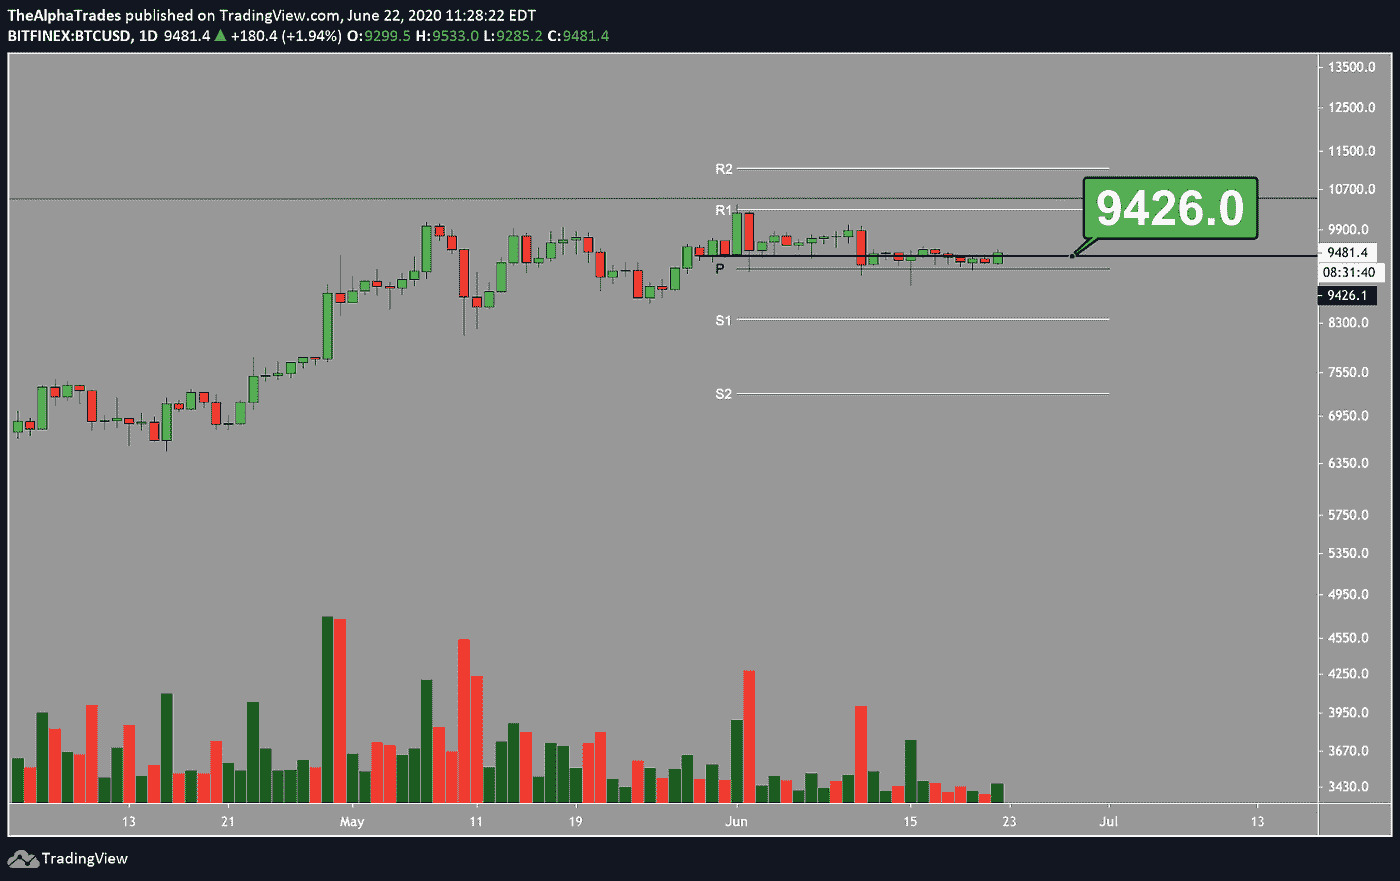 TheAlphaTrades published on TradingView.com, June 22, 2020 11:28:22 EDT
BITFINEX:BTCUSD, 1D 9481.4 ▲ +180.4 (+1.94%) O:9299.5 H:9533.0 L:9285.2 C:9481.4
13500.0
12500.0
11500.0
R2
10700.0
9426.0
R1
9900.0
9481.4
P
08:31:40
9426.1
S1
8300.0
7550.0
S2
6950.0
6350.0
5750.0
5350.0
4950.0
4550.0
4250.0
3950.0
3670.0
3430.0
13 21 May 11 19 Jun 15 23 Jul 13
TradingView